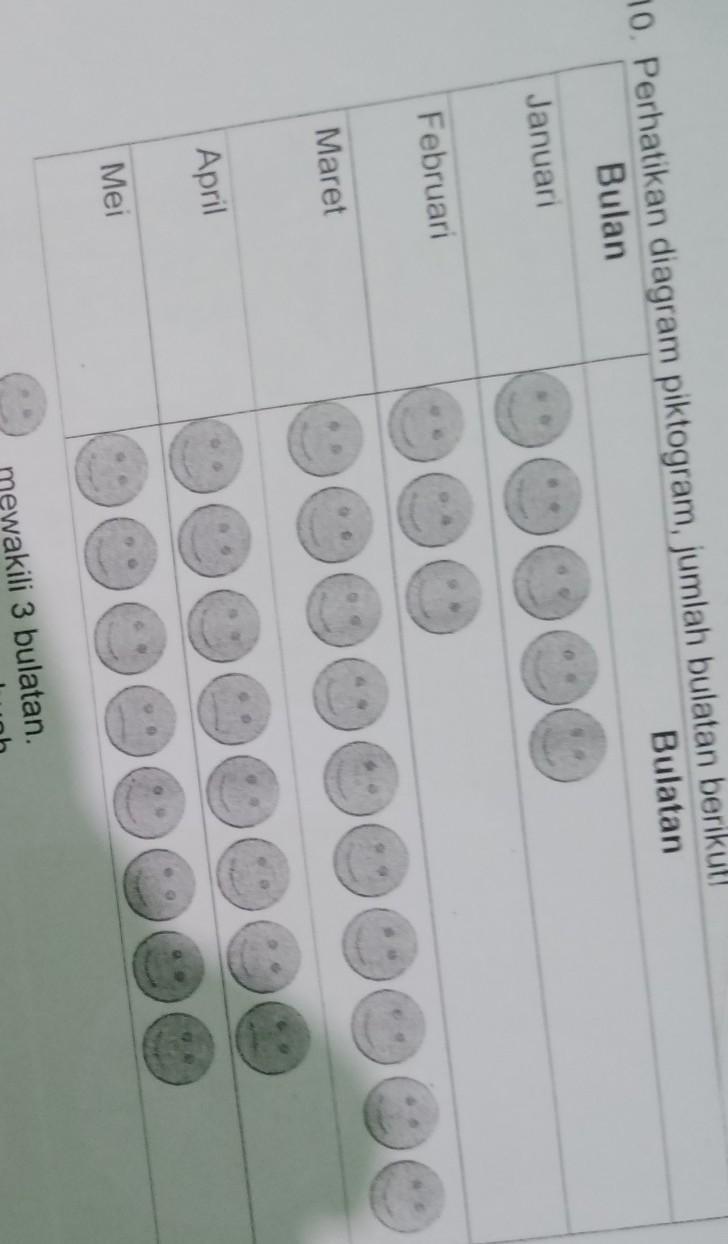 10. Perhatikan diagram piktogram, jumlah bulatan berikut!
Bulan Bulatan
Januari
Februari
Maret
April
Mei
mewakili 3 bulatan.